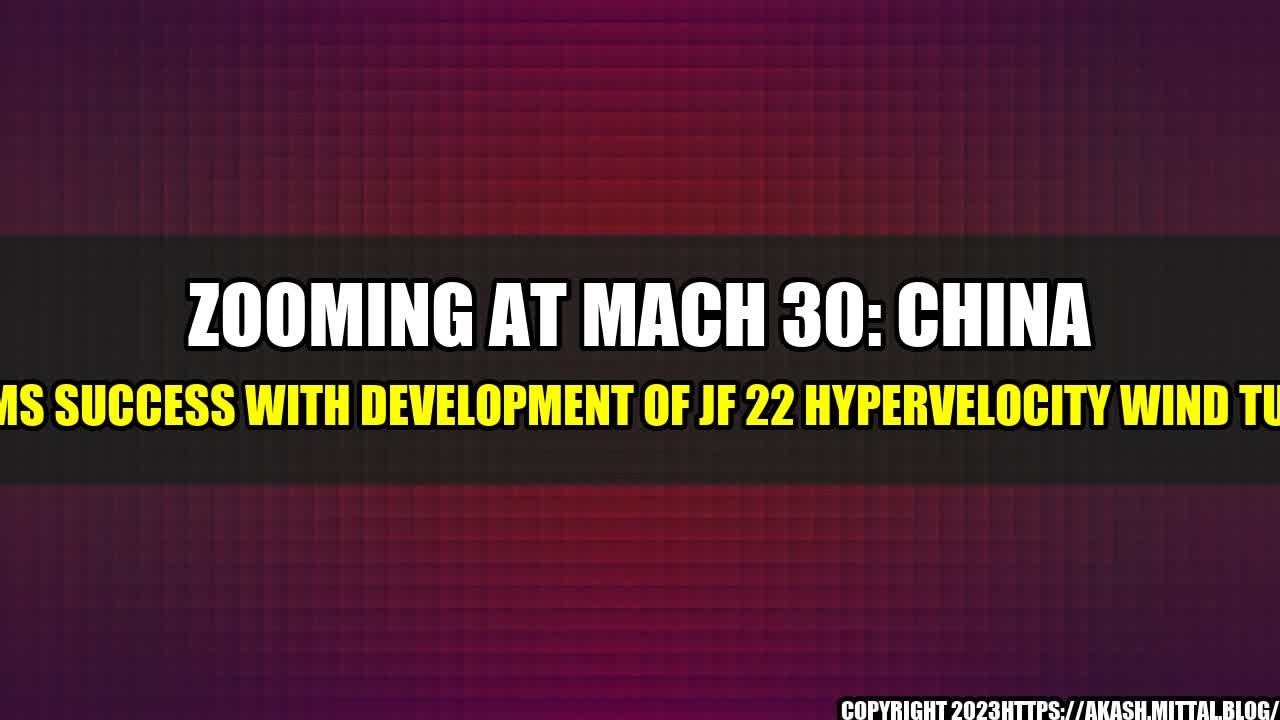 ZOOMING AT MACH 30: CHINA
MS SUCCESS WITH DEVELOPMENT OF JF 22 HYPERVELOCITY WIND TU
COPYRIGHT 2023HTTPS://AKASH.MITTAL.BLOG/